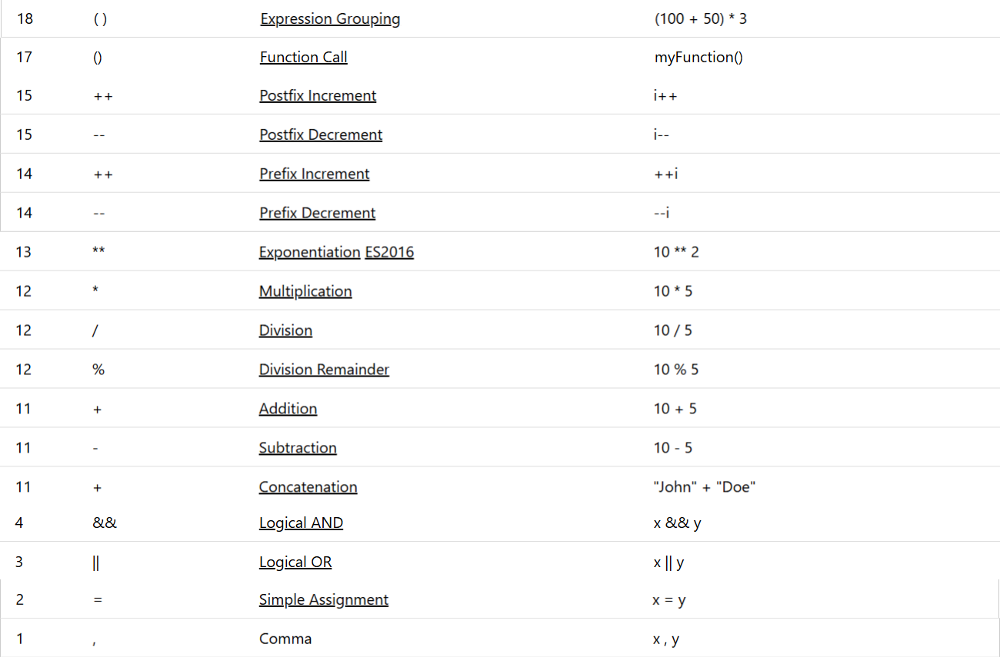 18 ( ) Expression Grouping (100 + 50) * 3
17 () Function Call myFunction()
15 ++ Postfix Increment i++
15 -- Postfix Decrement i--
14 ++ Prefix Increment ++i
14 -- Prefix Decrement --i
13 ** Exponentiation ES2016 10 ** 2
12 * Multiplication 10 * 5
12 / Division 10 / 5
12 % Division Remainder 10 % 5
11 + Addition 10 + 5
11 - Subtraction 10 - 5
11 + Concatenation "John" + "Doe"
4 && Logical AND x && y
3 || Logical OR x || y
2 = Simple Assignment x = y
1 , Comma x , y